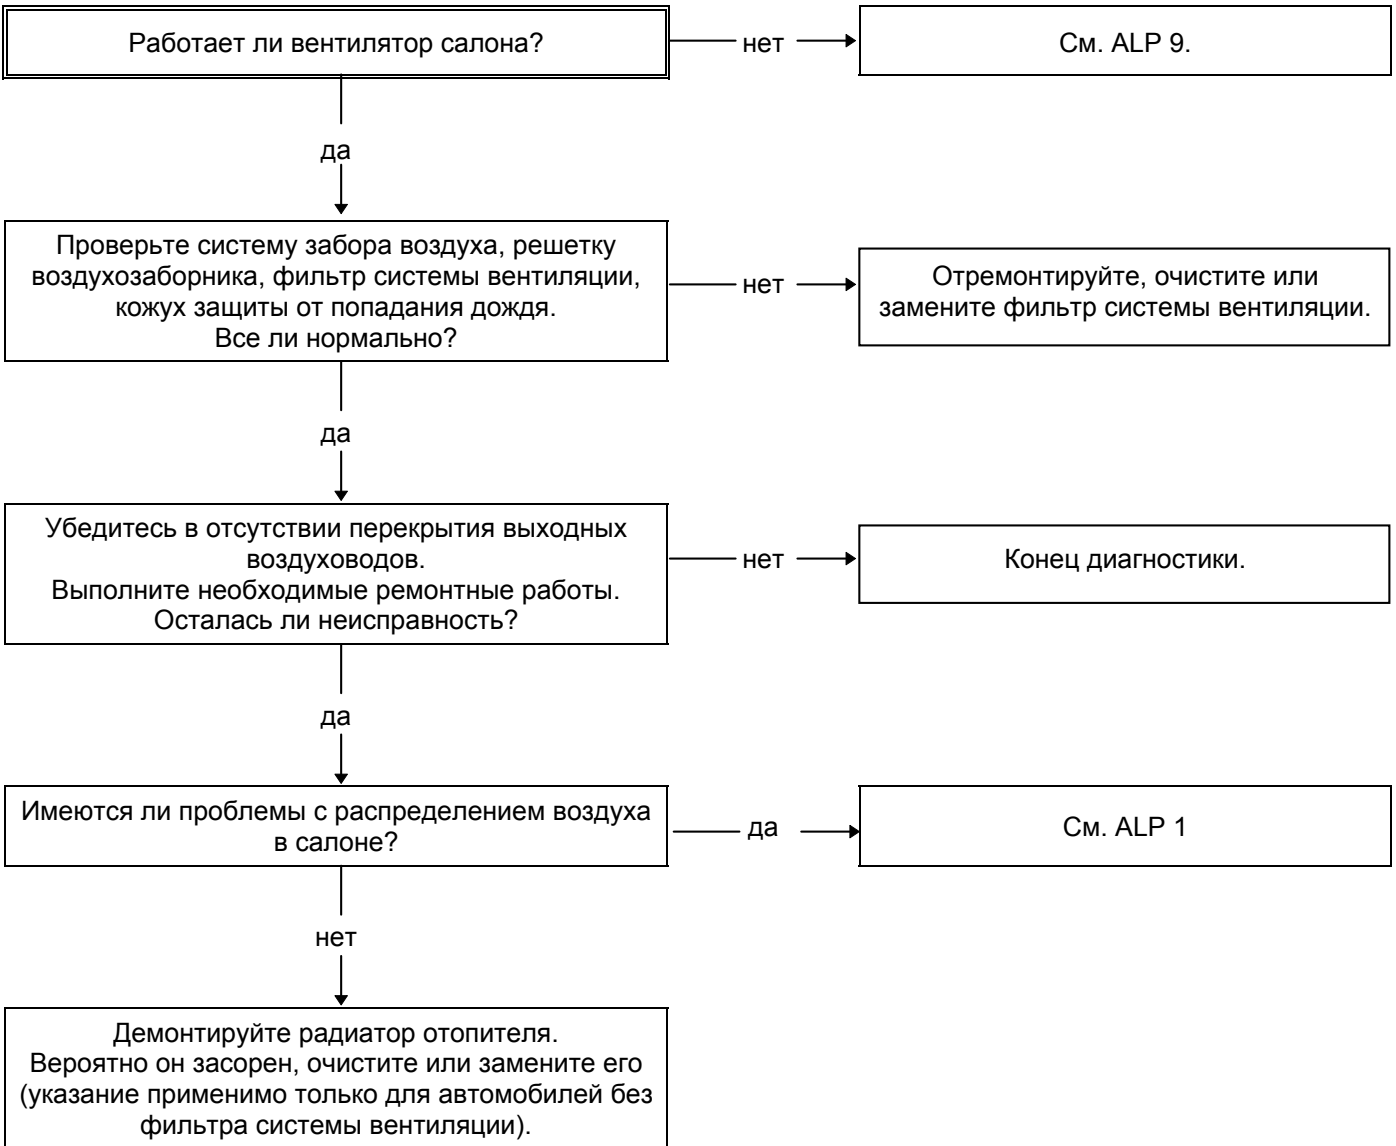 Работает ли вентилятор салона?
нет
См. ALP 9.
да
Проверьте систему забора воздуха, решетку
воздухозаборника, фильтр системы вентиляции,
кожух защиты от попадания дождя.
Все ли нормально?
нет
Отремонтируйте, очистите или
замените фильтр системы вентиляции.
да
Убедитесь в отсутствии перекрытия выходных
воздуховодов.
Выполните необходимые ремонтные работы.
Осталась ли неисправность?
нет
Конец диагностики.
да
Имеются ли проблемы с распределением воздуха
в салоне?
да
См. ALP 1
нет
Демонтируйте радиатор отопителя.
Вероятно он засорен, очистите или замените его
(указание применимо только для автомобилей без
фильтра системы вентиляции).